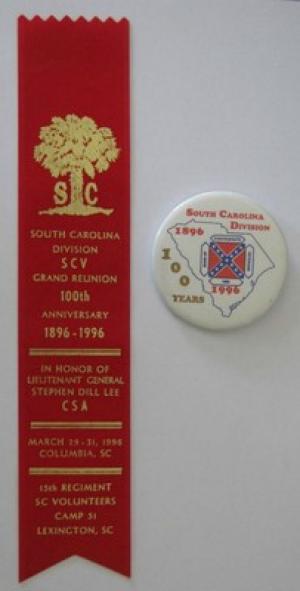 S C
SOUTH CAROLINA
DIVISION
SCV
GRAND REUNION
100th
ANNIVERSARY
1896-1996
IN HONOR OF
LIEUTENANT GENERAL
STEPHEN DILL LEE
CSA
MARCH 29-31, 1996
COLUMBIA, SC
15th REGIMENT
SC VOLUNTEERS
CAMP 51
LEXINGTON, SC
SOUTH CAROLINA
DIVISION
1896
100
YEARS
1996